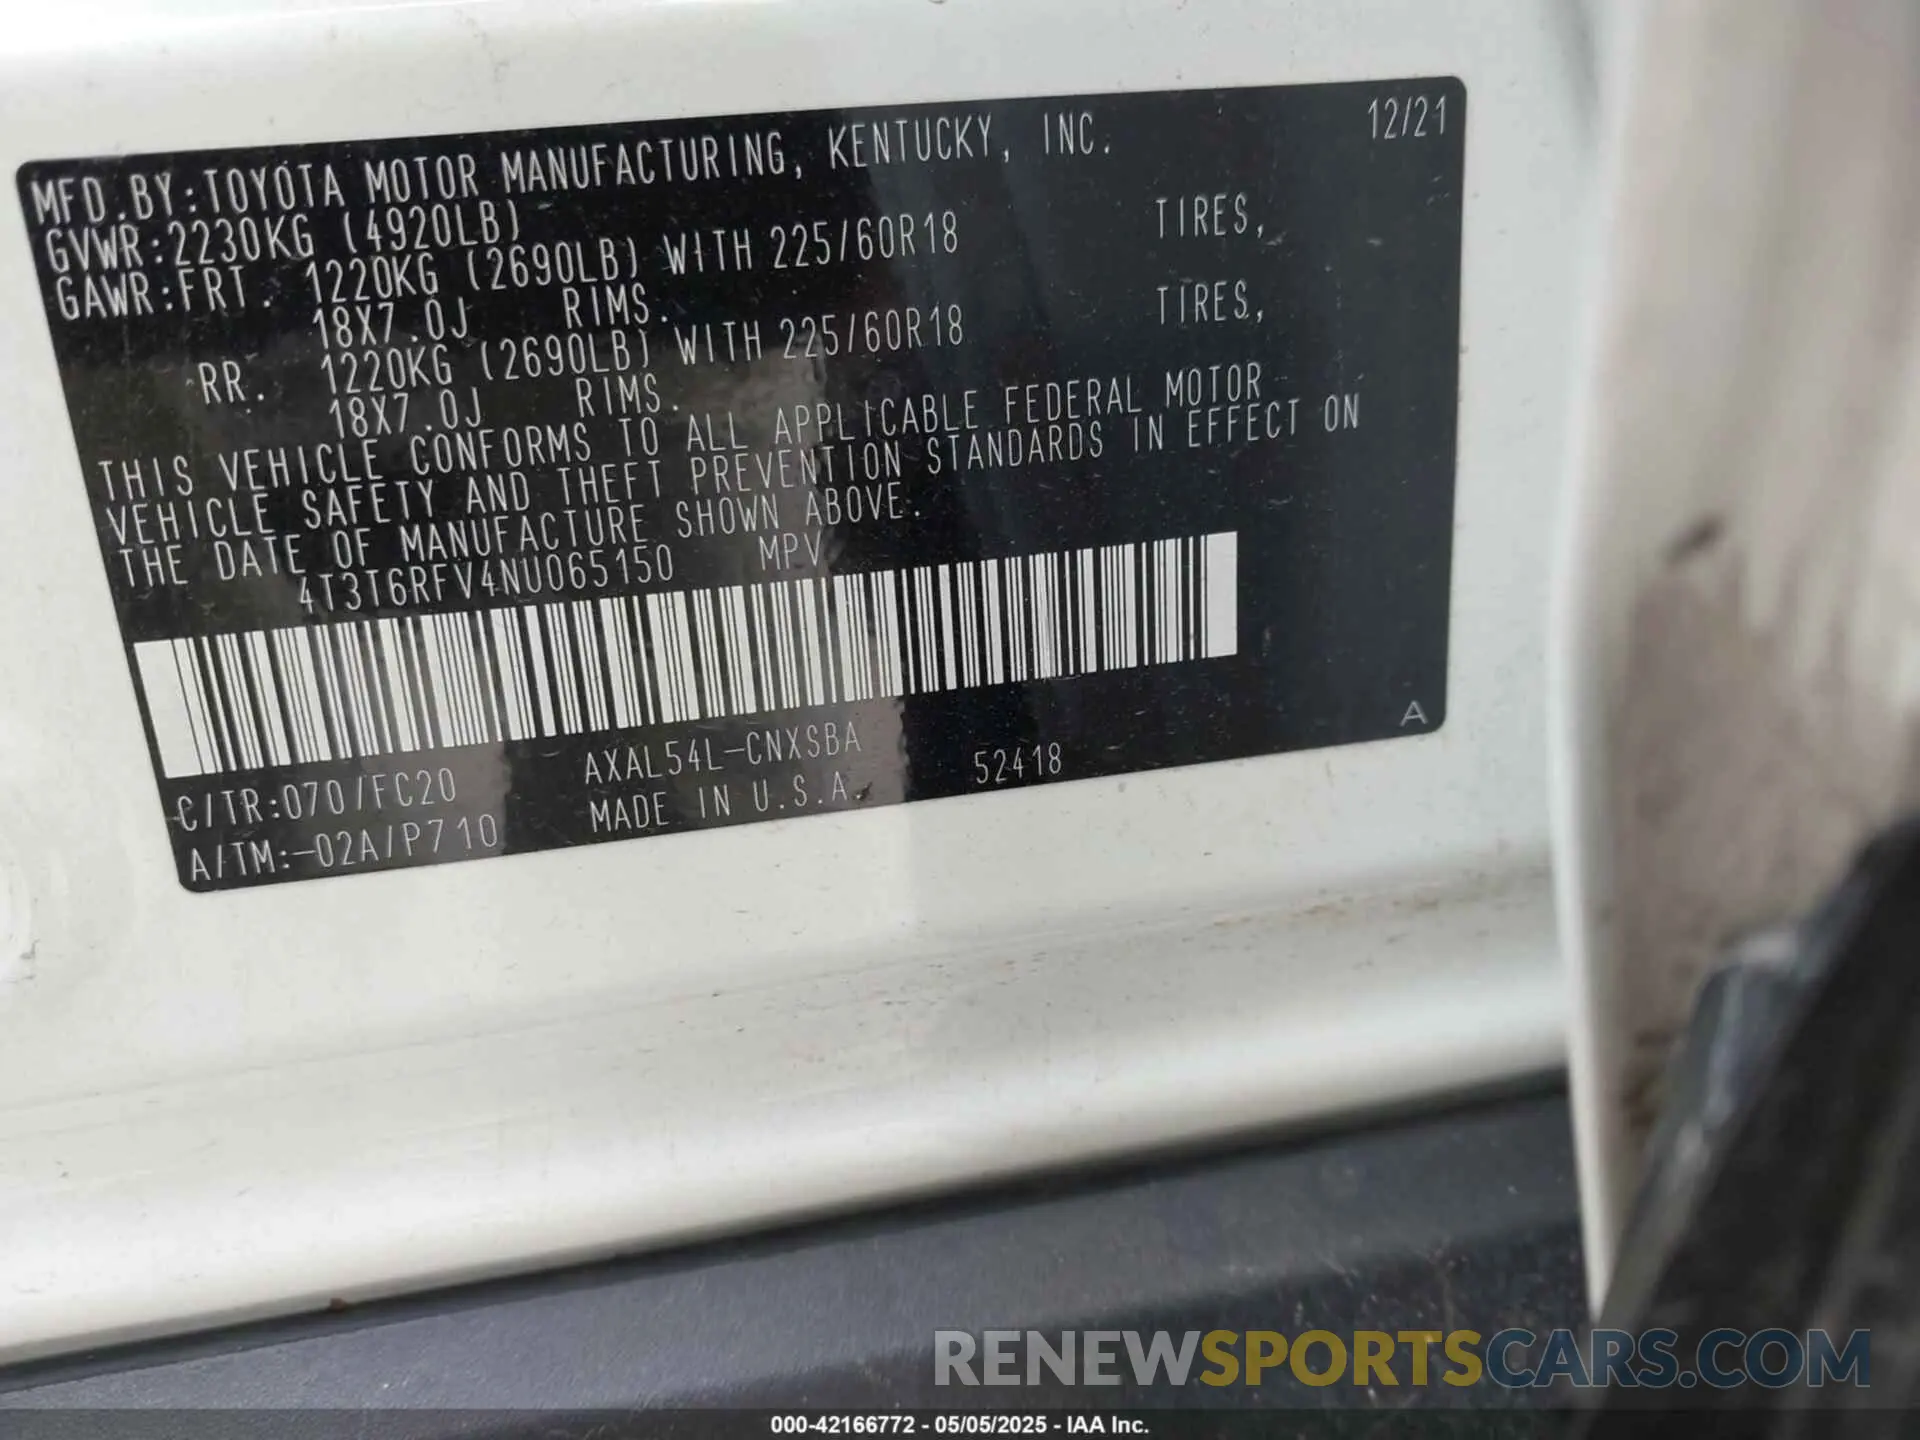 MFD.BY:TOYOTA MOTOR MANUFACTURING, KENTUCKY, INC. 12/21
GVWR:2230KG (4920LB)
GAWR:FRT. 1220KG (2690LB) WITH 225/60R18 TIRES,
18X7.0J RIMS.
RR. 1220KG (2690LB) WITH 225/60R18 TIRES,
18X7.0J RIMS.
THIS VEHICLE CONFORMS TO ALL APPLICABLE FEDERAL MOTOR
VEHICLE SAFETY AND THEFT PREVENTION STANDARDS IN EFFECT ON
THE DATE OF MANUFACTURE SHOWN ABOVE.
4T3T6RFV4NU065150 MPV
C/TR:070/FC20 AXAL54L-CNXSBA 52418 A
A/TM:-02A/P710 MADE IN U.S.A.
RENEWSPORTSCARS.COM
000-42166772 - 05/05/2025 - IAA Inc.